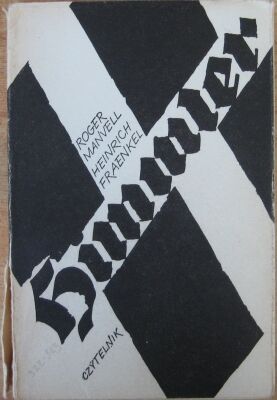 ROGER
MANVELL
HEINRICH
FRAENKEL
Himmler
CZYTELNIK